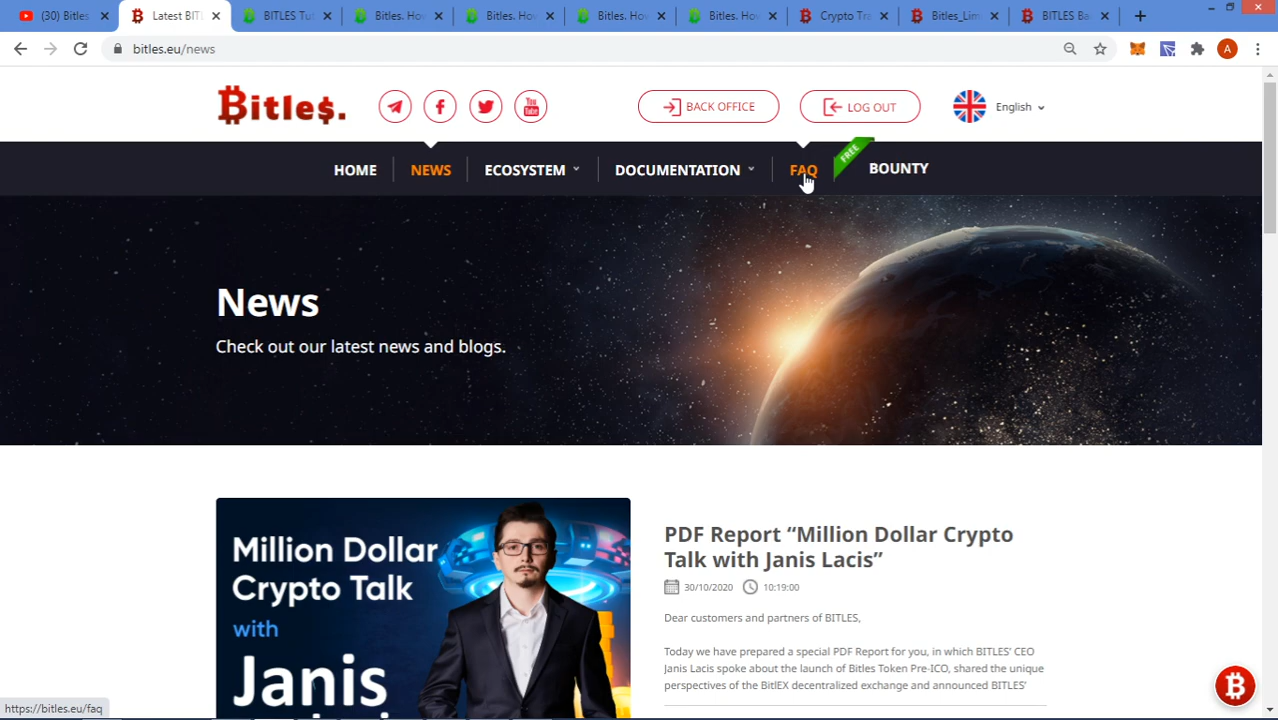 (30) Bitles
Latest BIT
BITLES Tu
Bitles. Ho
Bitles. Ho
Bitles. Ho
Bitles. Ho
Crypto Tra
Bitles_Lim
BITLES Ba
bitles.eu/news
A
Bitle$.
You
Tube
BACK OFFICE
LOG OUT
English
HOME
NEWS
ECOSYSTEM
DOCUMENTATION
FAQ
FREE
BOUNTY
News
Check out our latest news and blogs.
Million Dollar
Crypto Talk
with
Janis
PDF Report “Million Dollar Crypto
Talk with Janis Lacis”
30/10/2020 10:19:00
Dear customers and partners of BITLES,
Today we have prepared a special PDF Report for you, in which BITLES’ CEO
Janis Lacis spoke about the launch of Bitles Token Pre-ICO, shared the unique
perspectives of the BitlEX decentralized exchange and announced BITLES’
https://bitles.eu/faq